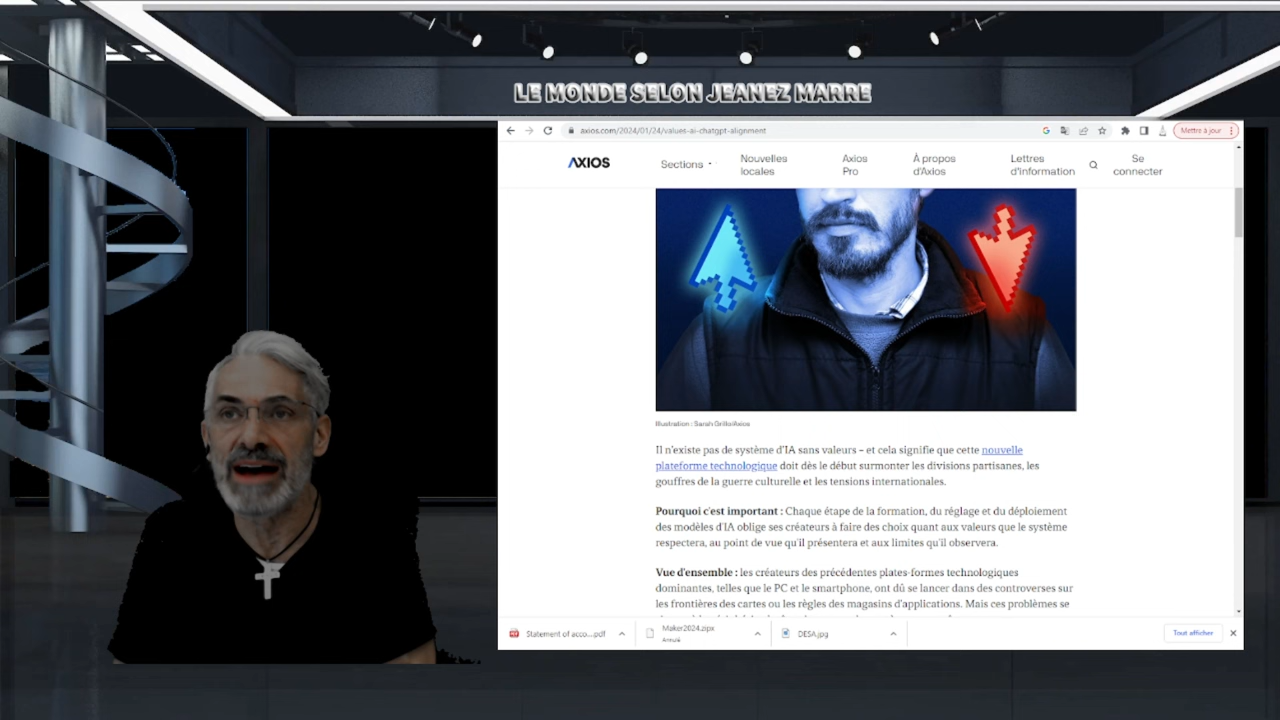 LE MONDE SELON JEANEZ MARRE
axios.com/2024/01/24/values-ai-chatgpt-alignment
Mettre à jour
AXIOS
Sections
Nouvelles
locales
Axios
Pro
À propos
d'Axios
Lettres
d'information
Se
connecter
Illustration : Sarah Grillo/Axios
Il n'existe pas de système d'IA sans valeurs – et cela signifie que cette nouvelle
plateforme technologique doit dès le début surmonter les divisions partisanes, les
gouffres de la guerre culturelle et les tensions internationales.
Pourquoi c'est important : Chaque étape de la formation, du réglage et du déploiement
des modèles d'IA oblige ses créateurs à faire des choix quant aux valeurs que le système
respectera, au point de vue qu'il présentera et aux limites qu'il observera.
Vue d'ensemble : les créateurs des précédentes plates-formes technologiques
dominantes, telles que le PC et le smartphone, ont dû se lancer dans des controverses sur
les frontières des cartes ou les règles des magasins d'applications. Mais ces problèmes se
Statement of acco....pdf
Maker2024.zipx
Annulé
DESA.jpg
Tout afficher